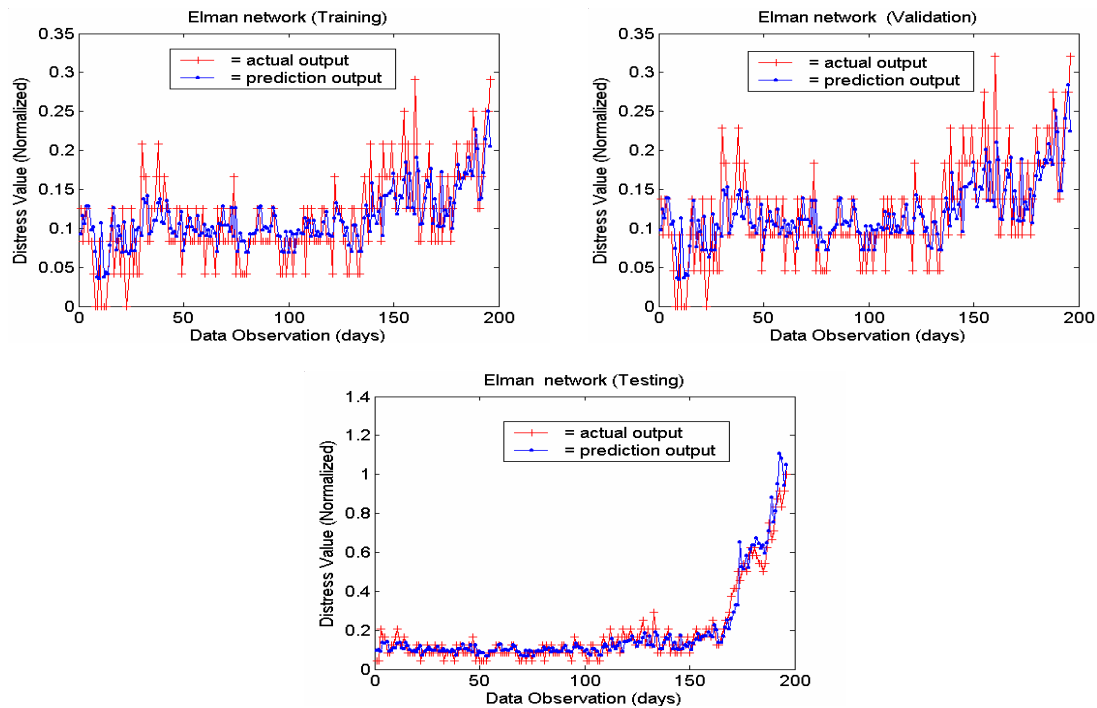 Elman network (Training)
0.35
0.3
0.25
0.2
0.15
0.1
0.05
0
Distress Value (Normalized)
= actual output
= prediction output
0 50 100 150 200
Data Observation (days)
Elman network (Validation)
0.35
0.3
0.25
0.2
0.15
0.1
0.05
0
Distress Value (Normalized)
= actual output
= prediction output
0 50 100 150 200
Data Observation (days)
Elman network (Testing)
1.4
1.2
1
0.8
0.6
0.4
0.2
0
Distress Value (Normalized)
= actual output
= prediction output
0 50 100 150 200
Data Observation (days)